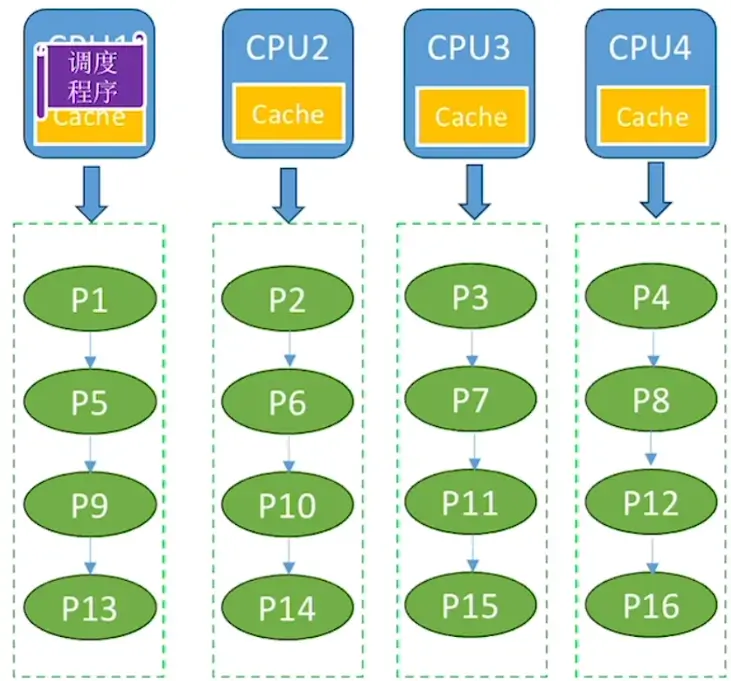 CPU2
CPU3
CPU4
调度
程序
Cache
Cache
Cache
Cache
P1
P2
P3
P4
P5
P6
P7
P8
P9
P10
P11
P12
P13
P14
P15
P16